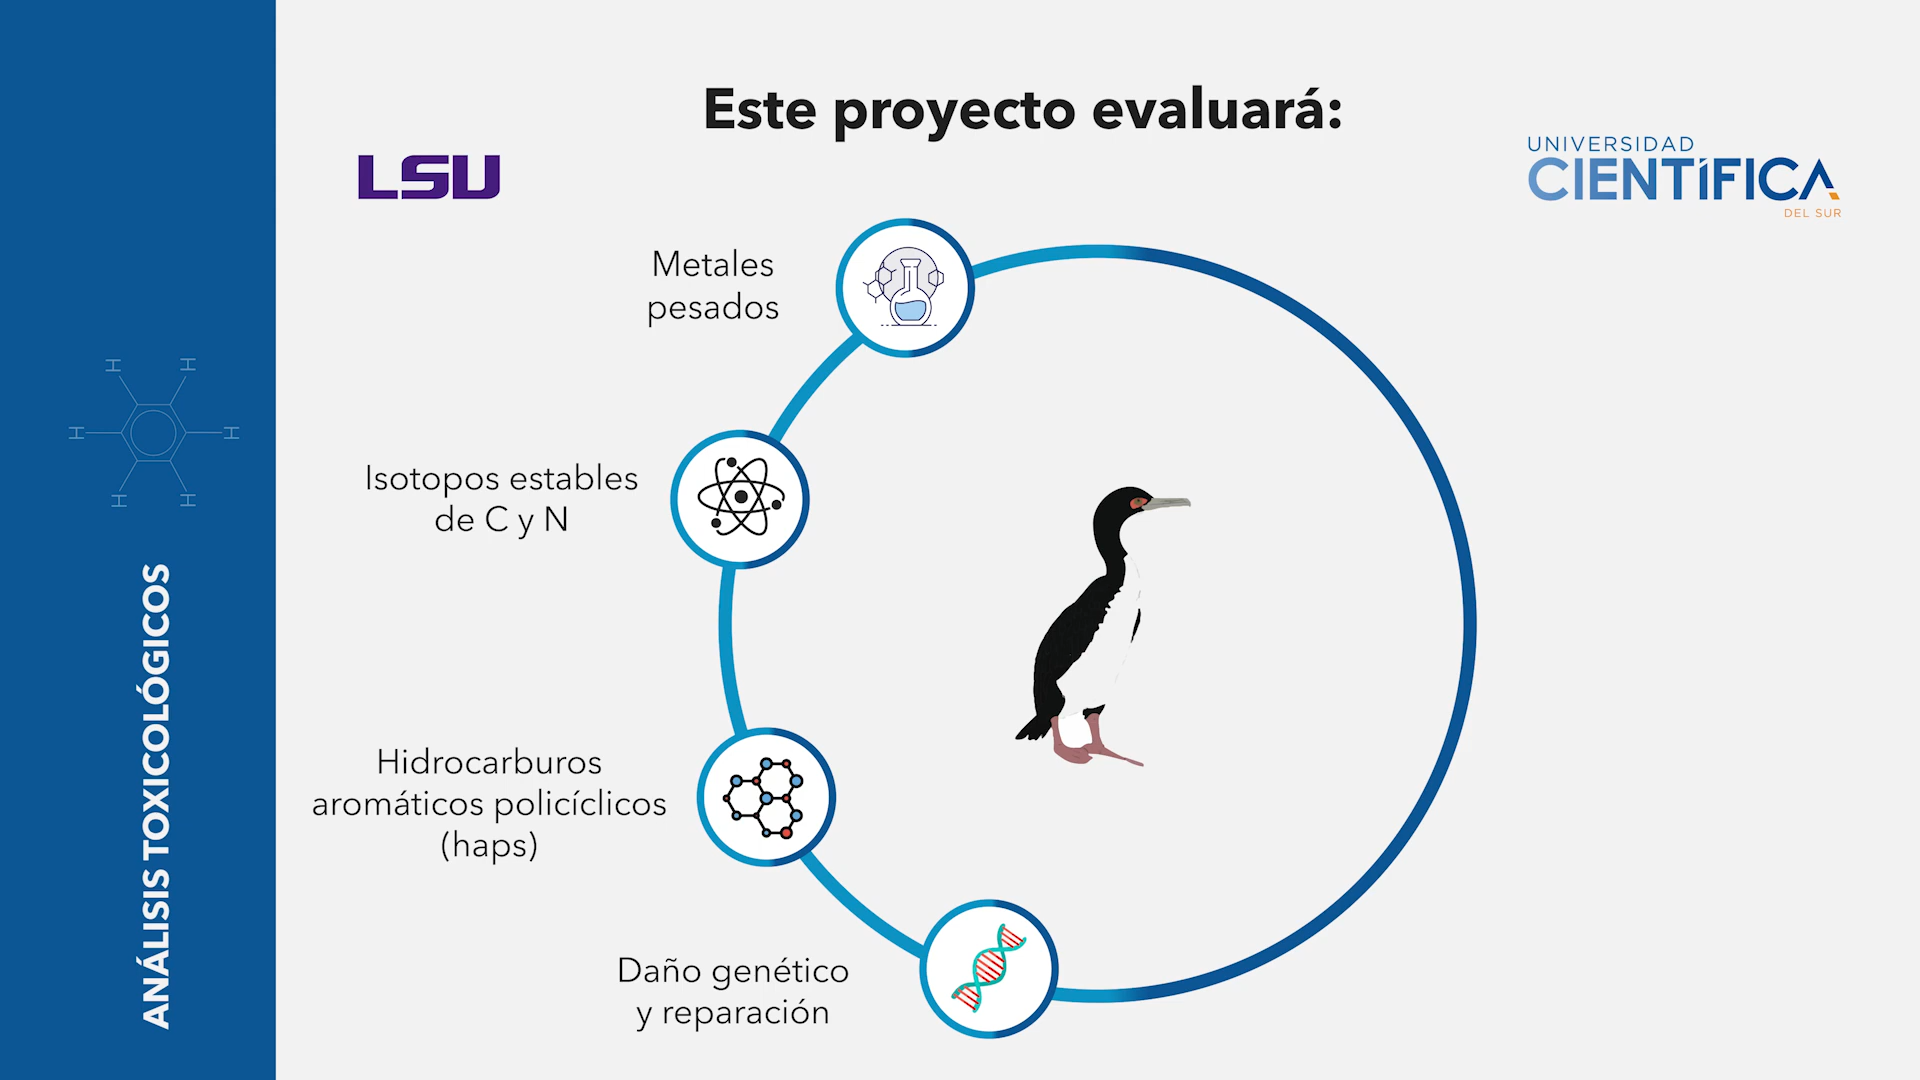 Este proyecto evaluará:
LSU
UNIVERSIDAD
CIENTÍFICA
DEL SUR
Metales
pesados
Isotopos estables
de C y N
Hidrocarburos
aromáticos policíclicos
(haps)
Daño genético
y reparación
ANÁLISIS TOXICOLÓGICOS
H
H
H
H
H
H